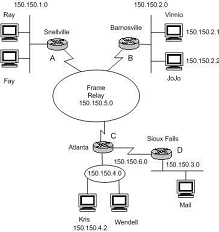 150.150.1.0
150.150.2.0
Ray
Vinnio
Snellville
Barnosville
150.150.2.1
A
B
Fay
150.150.2.2
JoJo
Frame
Relay
150.150.5.0
C
Atlanta
Sioux Falls
D
150.150.6.0
150.150.4.0
150.150.3.0
Mail
Kris
Wendell
150.150.4.2